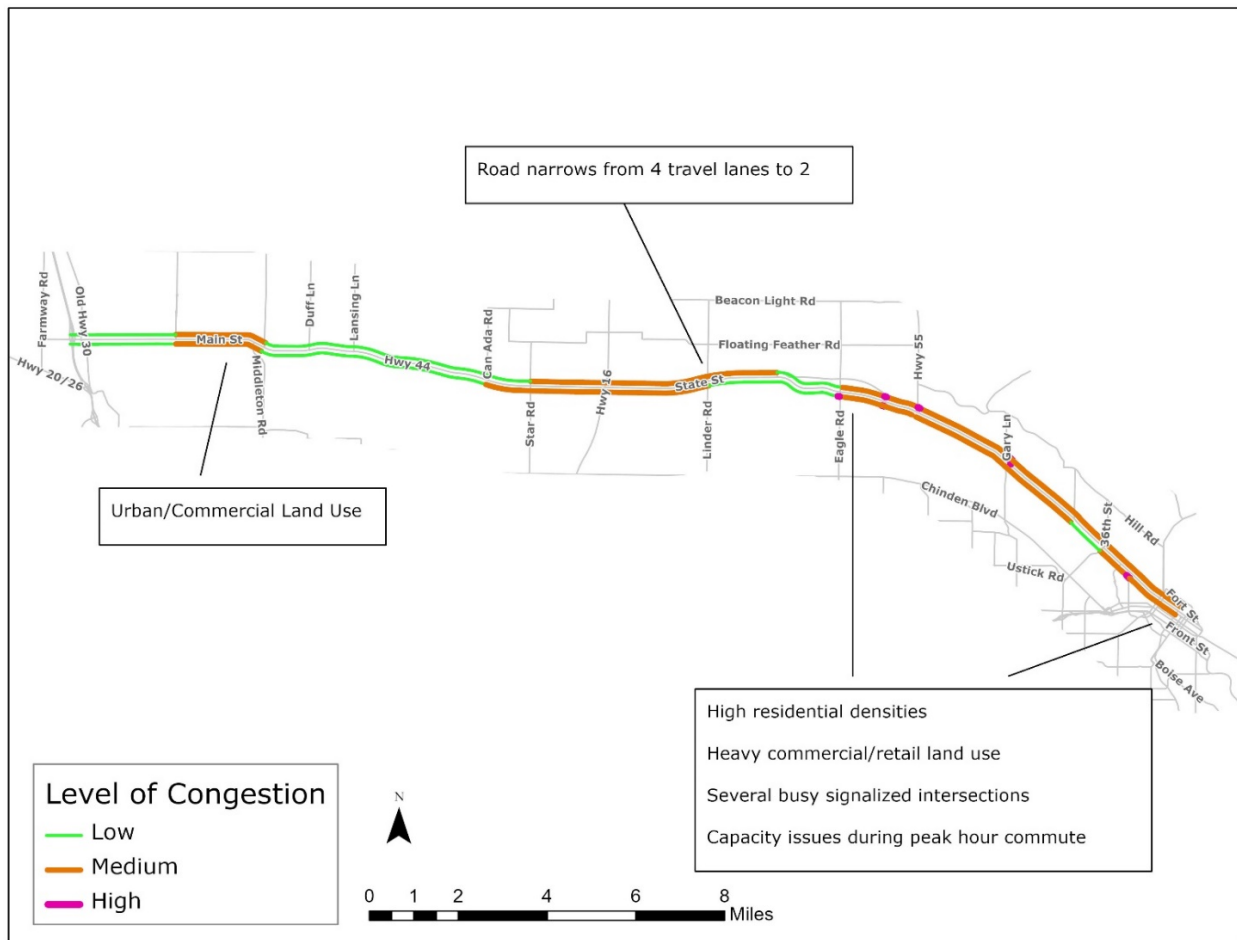 Road narrows from 4 travel lanes to 2
Farmway Rd
Old Hwy 30
Hwy 20/26
Main St
Middleton Rd
Duff Ln
Lansing Ln
Hwy 44
Can Ada Rd
Star Rd
Hwy 16
State St
Linder Rd
Beacon Light Rd
Floating Feather Rd
Eagle Rd
Hwy 55
Gary Ln
Chinden Blvd
36th St
Hill Rd
Ustick Rd
Fort St
Front St
Boise Ave
Urban/Commercial Land Use
High residential densities
Heavy commercial/retail land use
Several busy signalized intersections
Capacity issues during peak hour commute
Level of Congestion
Low
Medium
High
N
0 1 2 4 6 8
Miles